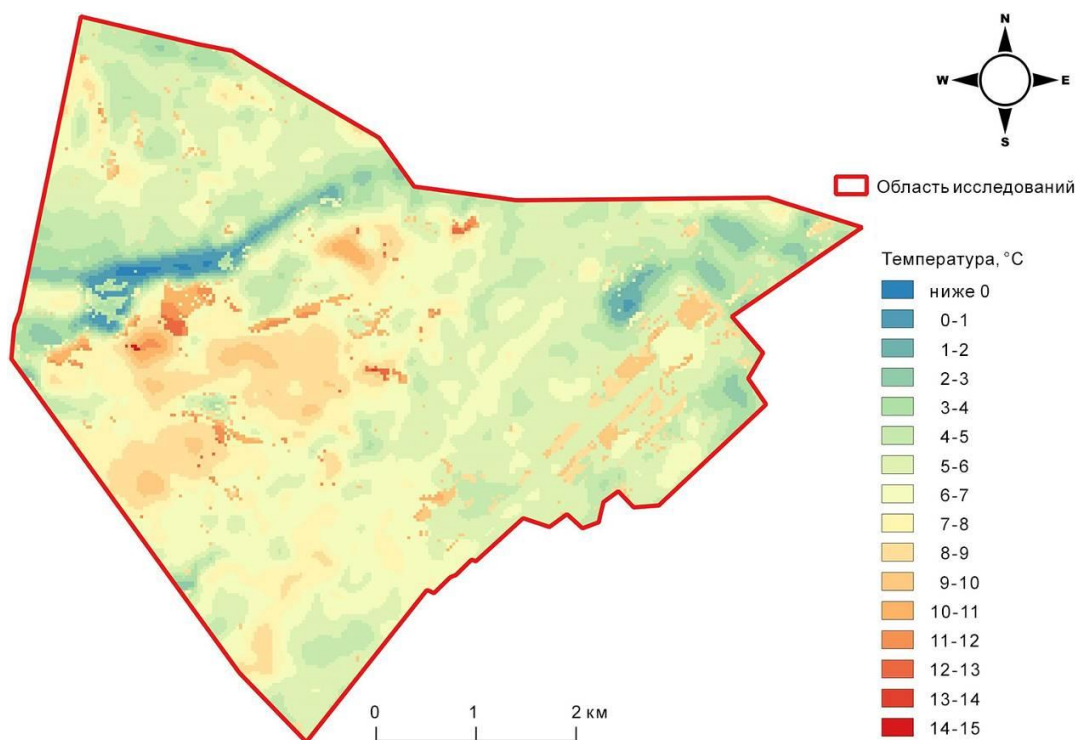 N
W E
S
Область исследований
Температура, °C
ниже 0
0-1
1-2
2-3
3-4
4-5
5-6
6-7
7-8
8-9
9-10
10-11
11-12
12-13
13-14
14-15
0 1 2 км